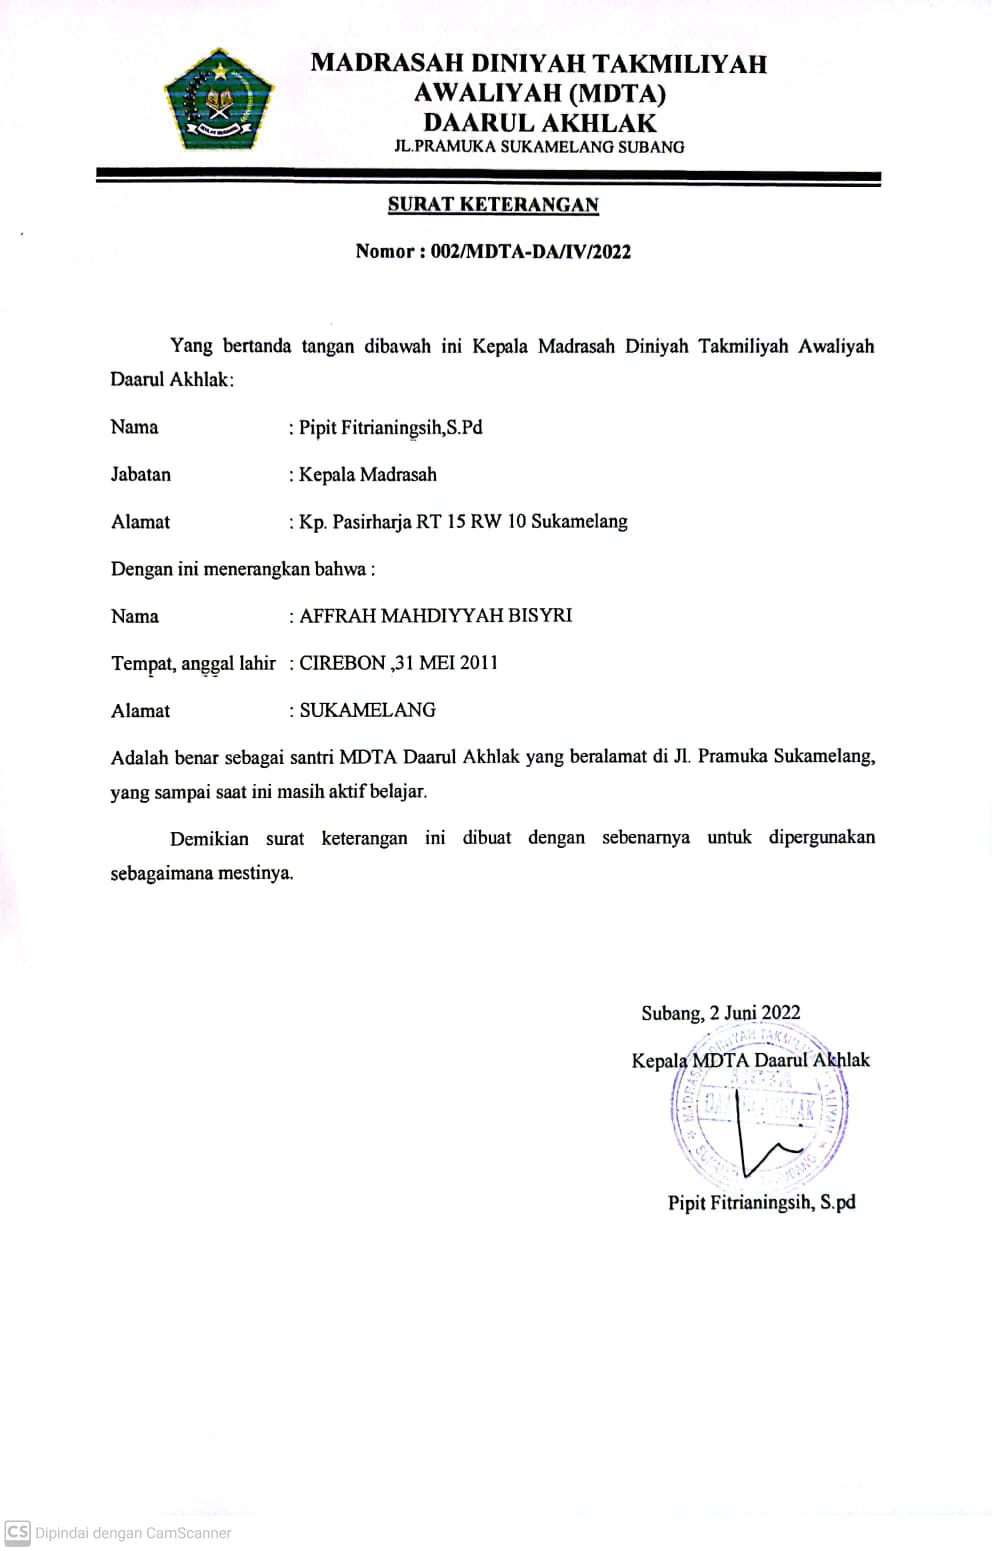 MADRASAH DINIYAH TAKMILIYAH
AWALIYAH (MDTA)
DAARUL AKHLAK
JL.PRAMUKA SUKAMELANG SUBANG
SURAT KETERANGAN
Nomor : 002/MDTA-DA/IV/2022
Yang bertanda tangan dibawah ini Kepala Madrasah Diniyah Takmiliyah Awaliyah
Daarul Akhlak:
Nama : Pipit Fitrianingsih,S.Pd
Jabatan : Kepala Madrasah
Alamat : Kp. Pasirharja RT 15 RW 10 Sukamelang
Dengan ini menerangkan bahwa :
Nama : AFFRAH MAHDIYYAH BISYRI
Tempat, anggal lahir : CIREBON ,31 MEI 2011
Alamat : SUKAMELANG
Adalah benar sebagai santri MDTA Daarul Akhlak yang beralamat di Jl. Pramuka Sukamelang,
yang sampai saat ini masih aktif belajar.
Demikian surat keterangan ini dibuat dengan sebenarnya untuk dipergunakan
sebagaimana mestinya.
Subang, 2 Juni 2022
Kepala MDTA Daarul Akhlak
Pipit Fitrianingsih, S.pd
CS Dipindai dengan CamScanner